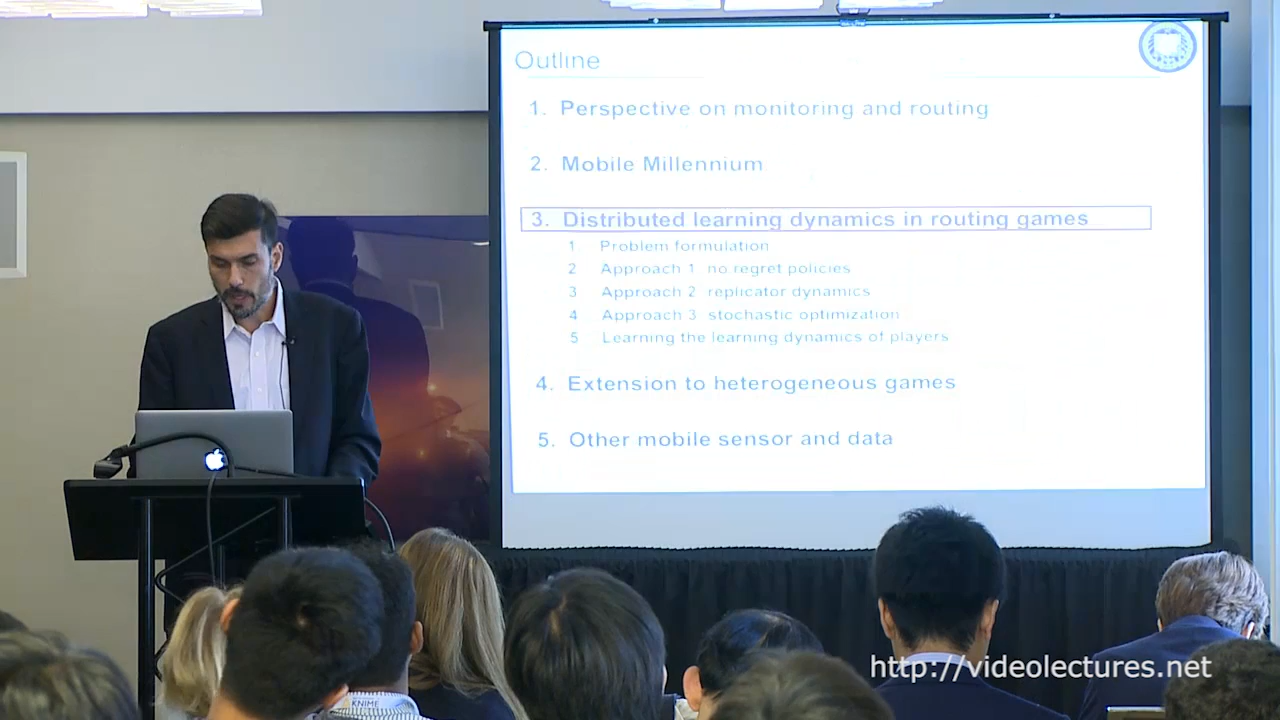 Outline
1. Perspective on monitoring and routing
2. Mobile Millennium
3. Distributed learning dynamics in routing games
1 Problem formulation
2 Approach 1 no regret policies
3 Approach 2 replicator dynamics
4 Approach 3 stochastic optimization
5 Learning the learning dynamics of players
4. Extension to heterogeneous games
5. Other mobile sensor and data
KNIME
http://videolectures.net